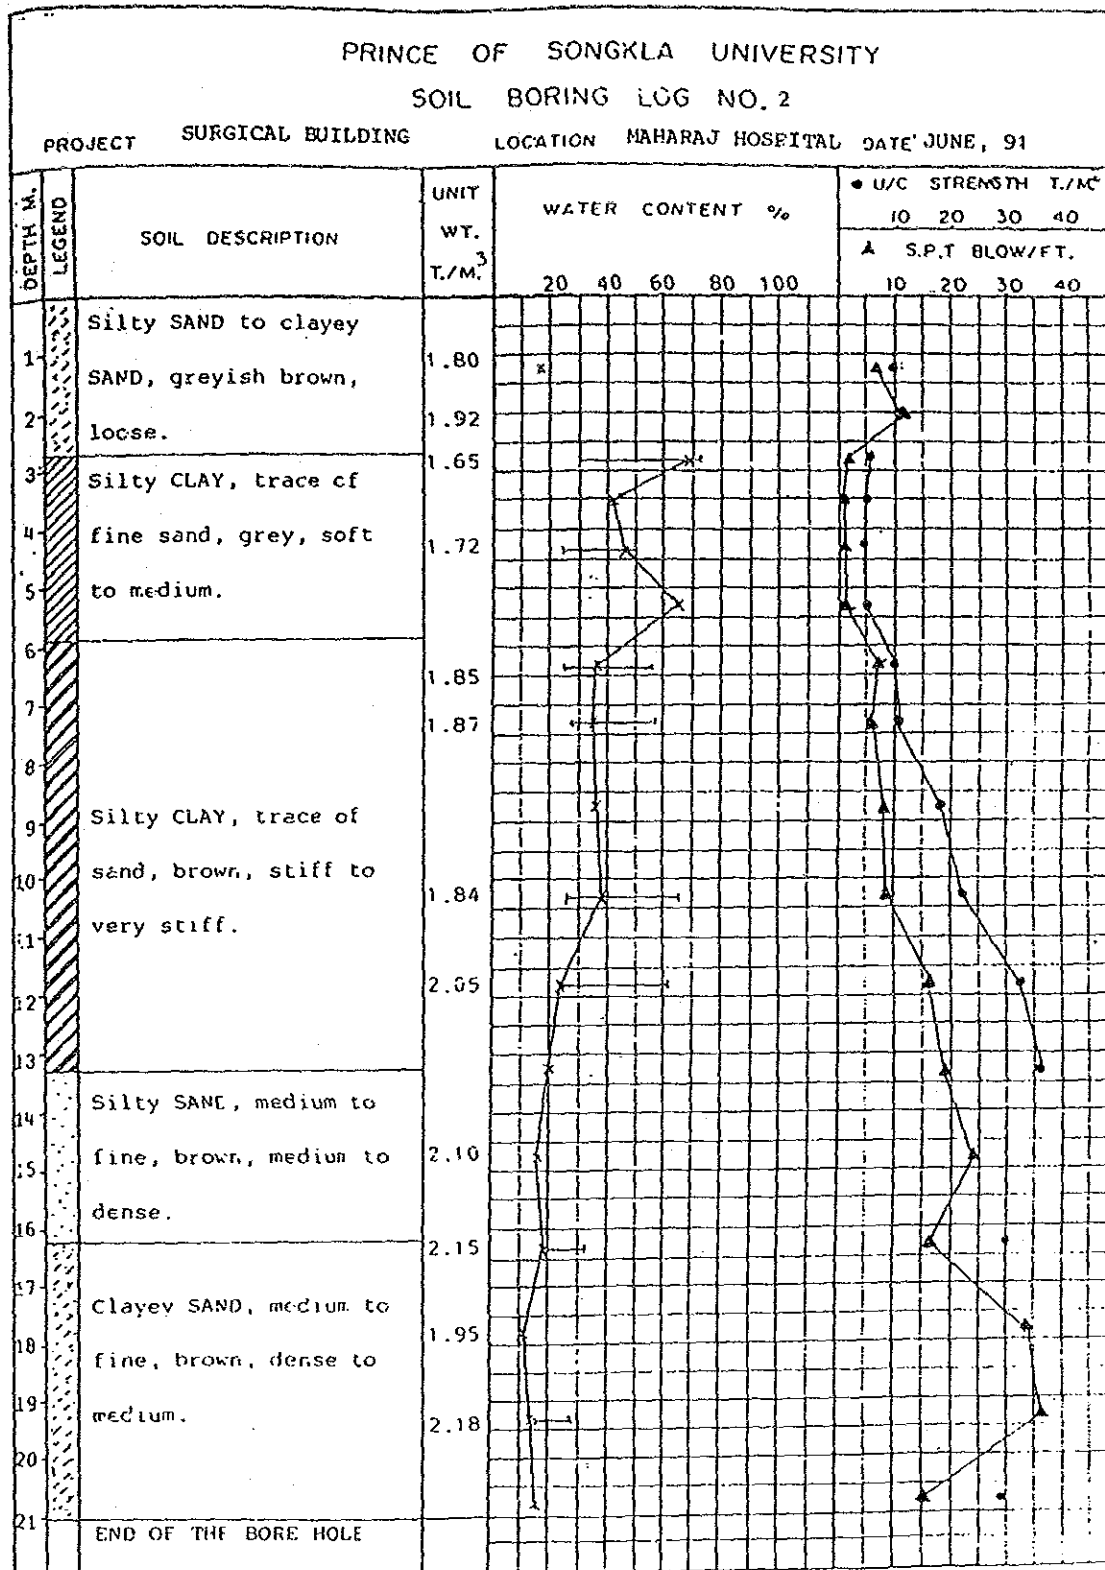 PRINCE OF SONGKLA UNIVERSITY
SOIL BORING LOG NO. 2
PROJECT SURGICAL BUILDING LOCATION MAHARAJ HOSPITAL DATE JUNE, 91
DEPTH M.
LEGEND
SOIL DESCRIPTION
UNIT
WT.
T./M.3
WATER CONTENT %
20 40 60 80 100
U/C STRENGTH T./M2
10 20 30 40
S.P.T BLOW/FT.
10 20 30 40
Silty SAND to clayey
1 1.80
SAND, greyish brown,
2 1.92
loose.
1.65
3
Silty CLAY, trace of
4 fine sand, grey, soft 1.72
5 to medium.
6
1.85
7
1.87
8
9 Silty CLAY, trace of
10 sand, brown, stiff to 1.84
11 very stiff.
12 2.05
13
Silty SAND, medium to
14
fine, brown, medium to 2.10
15
dense.
16 2.15
17
Clayey SAND, medium to
18 1.95
fine, brown, dense to
19
medium. 2.18
20
21
END OF THE BORE HOLE